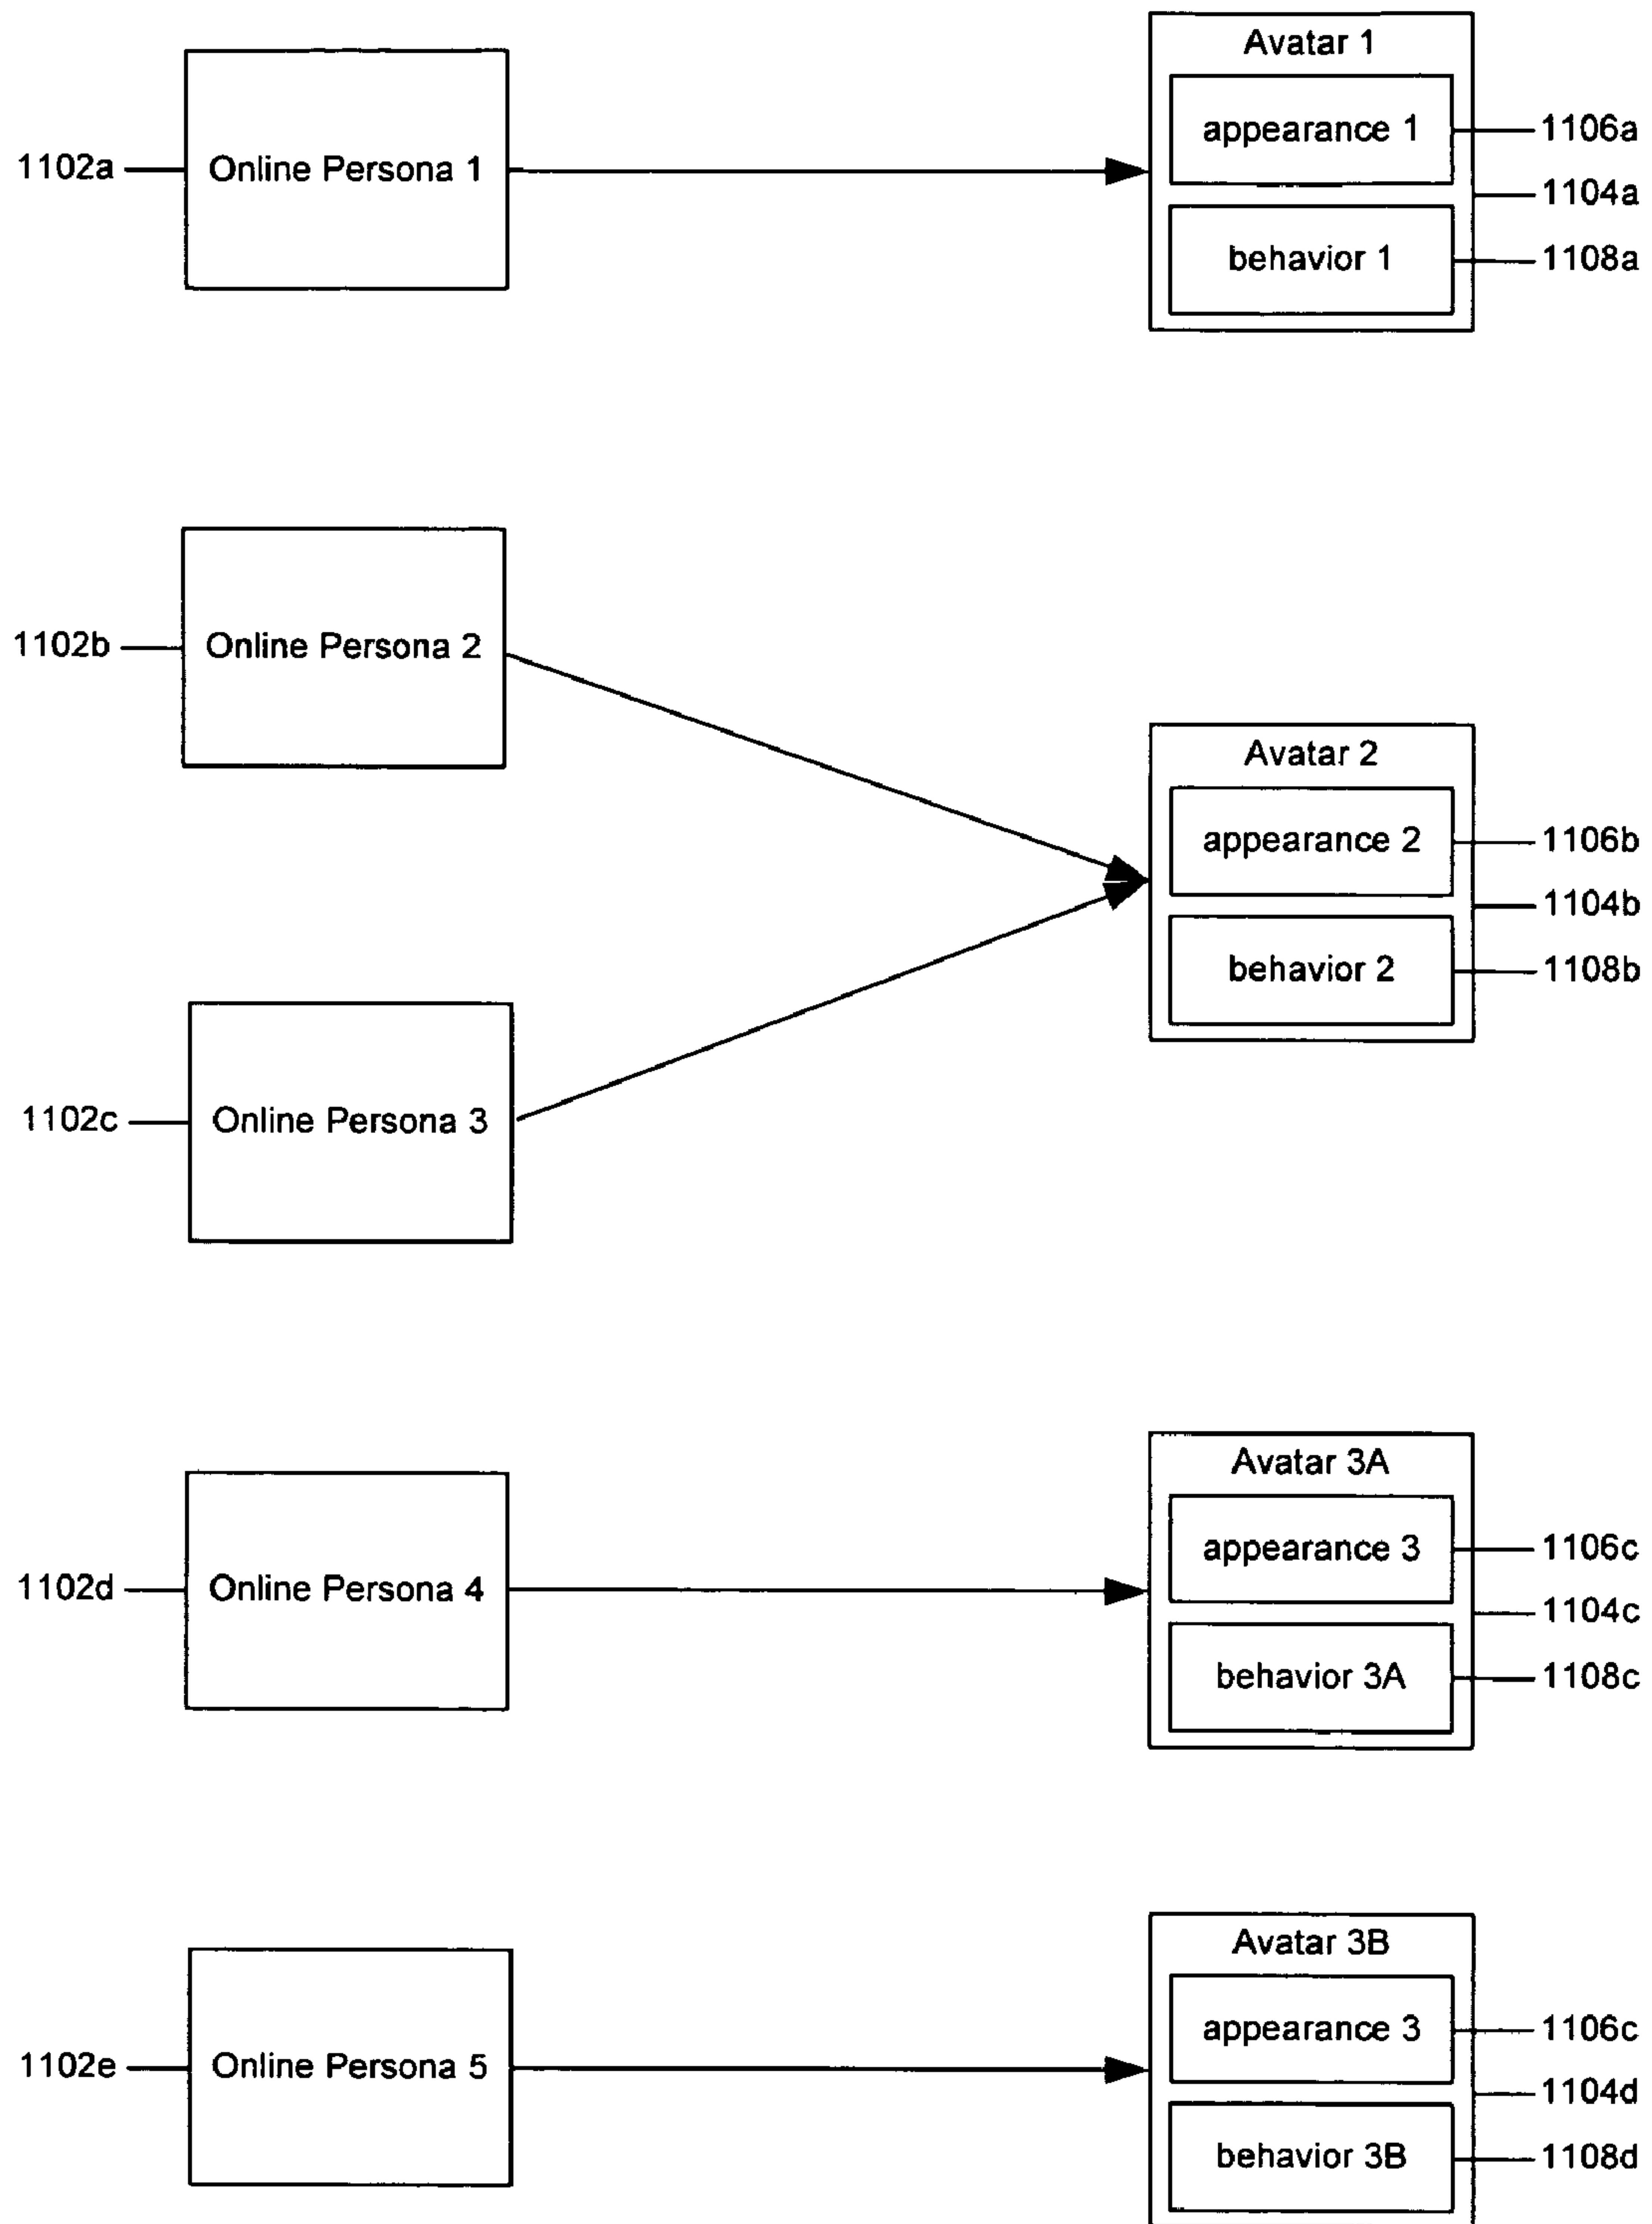 Avatar 1
appearance 1
1106a
1102a
Online Persona 1
1104a
behavior 1
1108a
1102b
Online Persona 2
Avatar 2
appearance 2
1106b
1104b
behavior 2
1108b
1102c
Online Persona 3
Avatar 3A
appearance 3
1106c
1102d
Online Persona 4
1104c
behavior 3A
1108c
Avatar 3B
appearance 3
1106c
1102e
Online Persona 5
1104d
behavior 3B
1108d